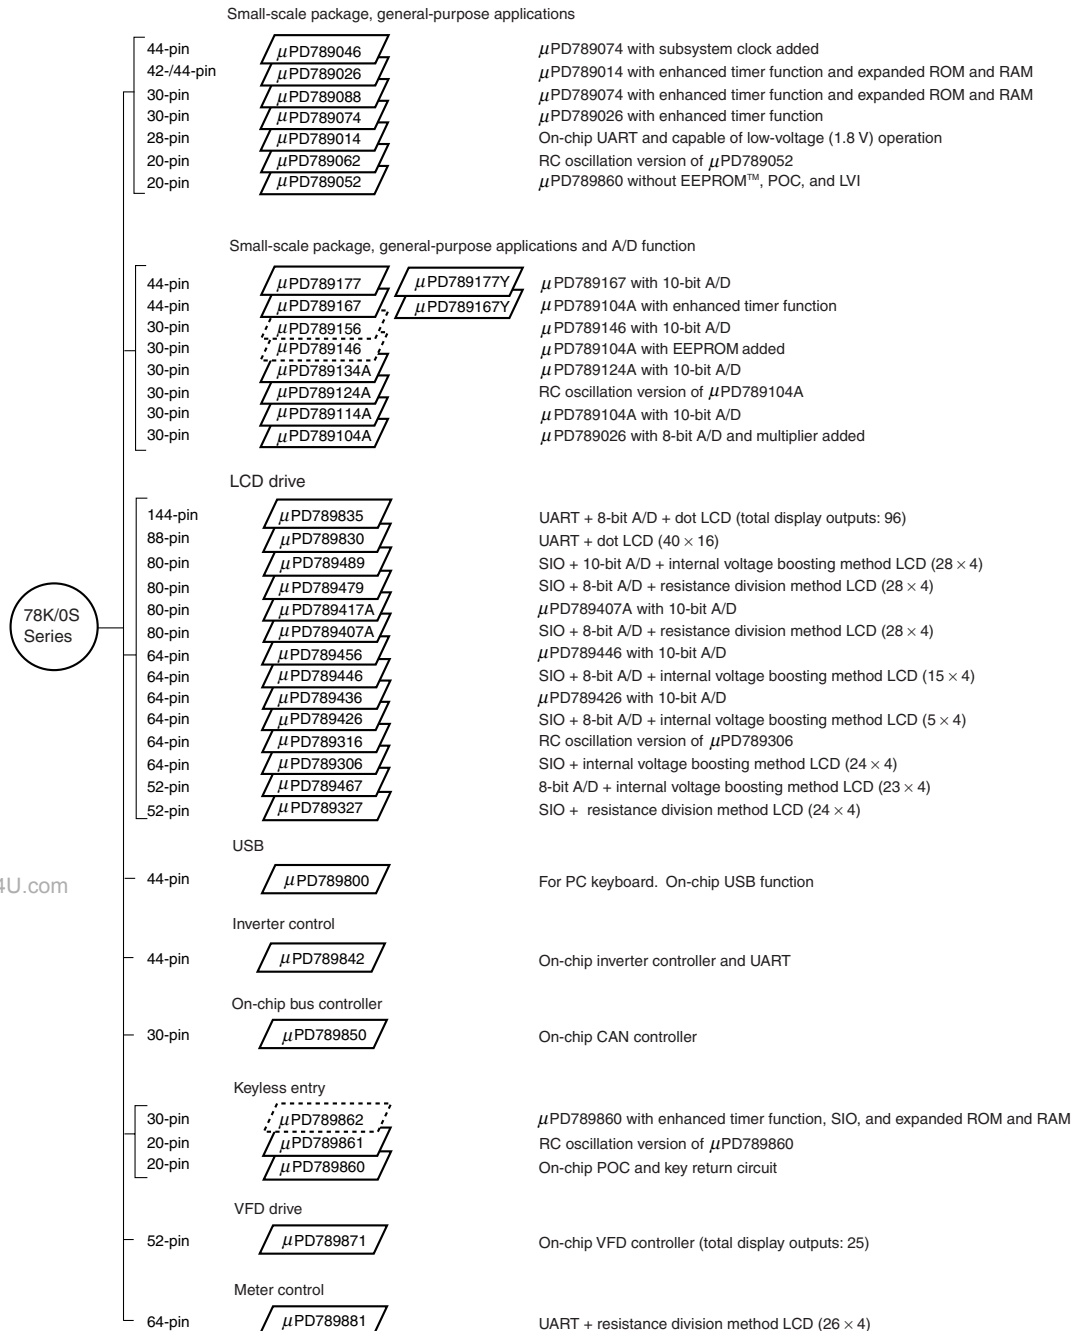 Small-scale package, general-purpose applications
44-pin μPD789046 μPD789074 with subsystem clock added
42-/44-pin μPD789026 μPD789014 with enhanced timer function and expanded ROM and RAM
30-pin μPD789088 μPD789074 with enhanced timer function and expanded ROM and RAM
30-pin μPD789074 μPD789026 with enhanced timer function
28-pin μPD789014 On-chip UART and capable of low-voltage (1.8 V) operation
20-pin μPD789062 RC oscillation version of μPD789052
20-pin μPD789052 μPD789860 without EEPROM™, POC, and LVI
Small-scale package, general-purpose applications and A/D function
44-pin μPD789177 μPD789177Y μPD789167 with 10-bit A/D
44-pin μPD789167 μPD789167Y μPD789104A with enhanced timer function
30-pin μPD789156 μPD789146 with 10-bit A/D
30-pin μPD789146 μPD789104A with EEPROM added
30-pin μPD789134A μPD789124A with 10-bit A/D
30-pin μPD789124A RC oscillation version of μPD789104A
30-pin μPD789114A μPD789104A with 10-bit A/D
30-pin μPD789104A μPD789026 with 8-bit A/D and multiplier added
LCD drive
144-pin μPD789835 UART + 8-bit A/D + dot LCD (total display outputs: 96)
88-pin μPD789830 UART + dot LCD (40 × 16)
80-pin μPD789489 SIO + 10-bit A/D + internal voltage boosting method LCD (28 × 4)
80-pin μPD789479 SIO + 8-bit A/D + resistance division method LCD (28 × 4)
80-pin μPD789417A μPD789407A with 10-bit A/D
80-pin μPD789407A SIO + 8-bit A/D + resistance division method LCD (28 × 4)
64-pin μPD789456 μPD789446 with 10-bit A/D
64-pin μPD789446 SIO + 8-bit A/D + internal voltage boosting method LCD (15 × 4)
64-pin μPD789436 μPD789426 with 10-bit A/D
64-pin μPD789426 SIO + 8-bit A/D + internal voltage boosting method LCD (5 × 4)
64-pin μPD789316 RC oscillation version of μPD789306
64-pin μPD789306 SIO + internal voltage boosting method LCD (24 × 4)
52-pin μPD789467 8-bit A/D + internal voltage boosting method LCD (23 × 4)
52-pin μPD789327 SIO + resistance division method LCD (24 × 4)
78K/0S
Series
USB
44-pin μPD789800 For PC keyboard. On-chip USB function
4U.com
Inverter control
44-pin μPD789842 On-chip inverter controller and UART
On-chip bus controller
30-pin μPD789850 On-chip CAN controller
Keyless entry
30-pin μPD789862 μPD789860 with enhanced timer function, SIO, and expanded ROM and RAM
20-pin μPD789861 RC oscillation version of μPD789860
20-pin μPD789860 On-chip POC and key return circuit
VFD drive
52-pin μPD789871 On-chip VFD controller (total display outputs: 25)
Meter control
64-pin μPD789881 UART + resistance division method LCD (26 × 4)